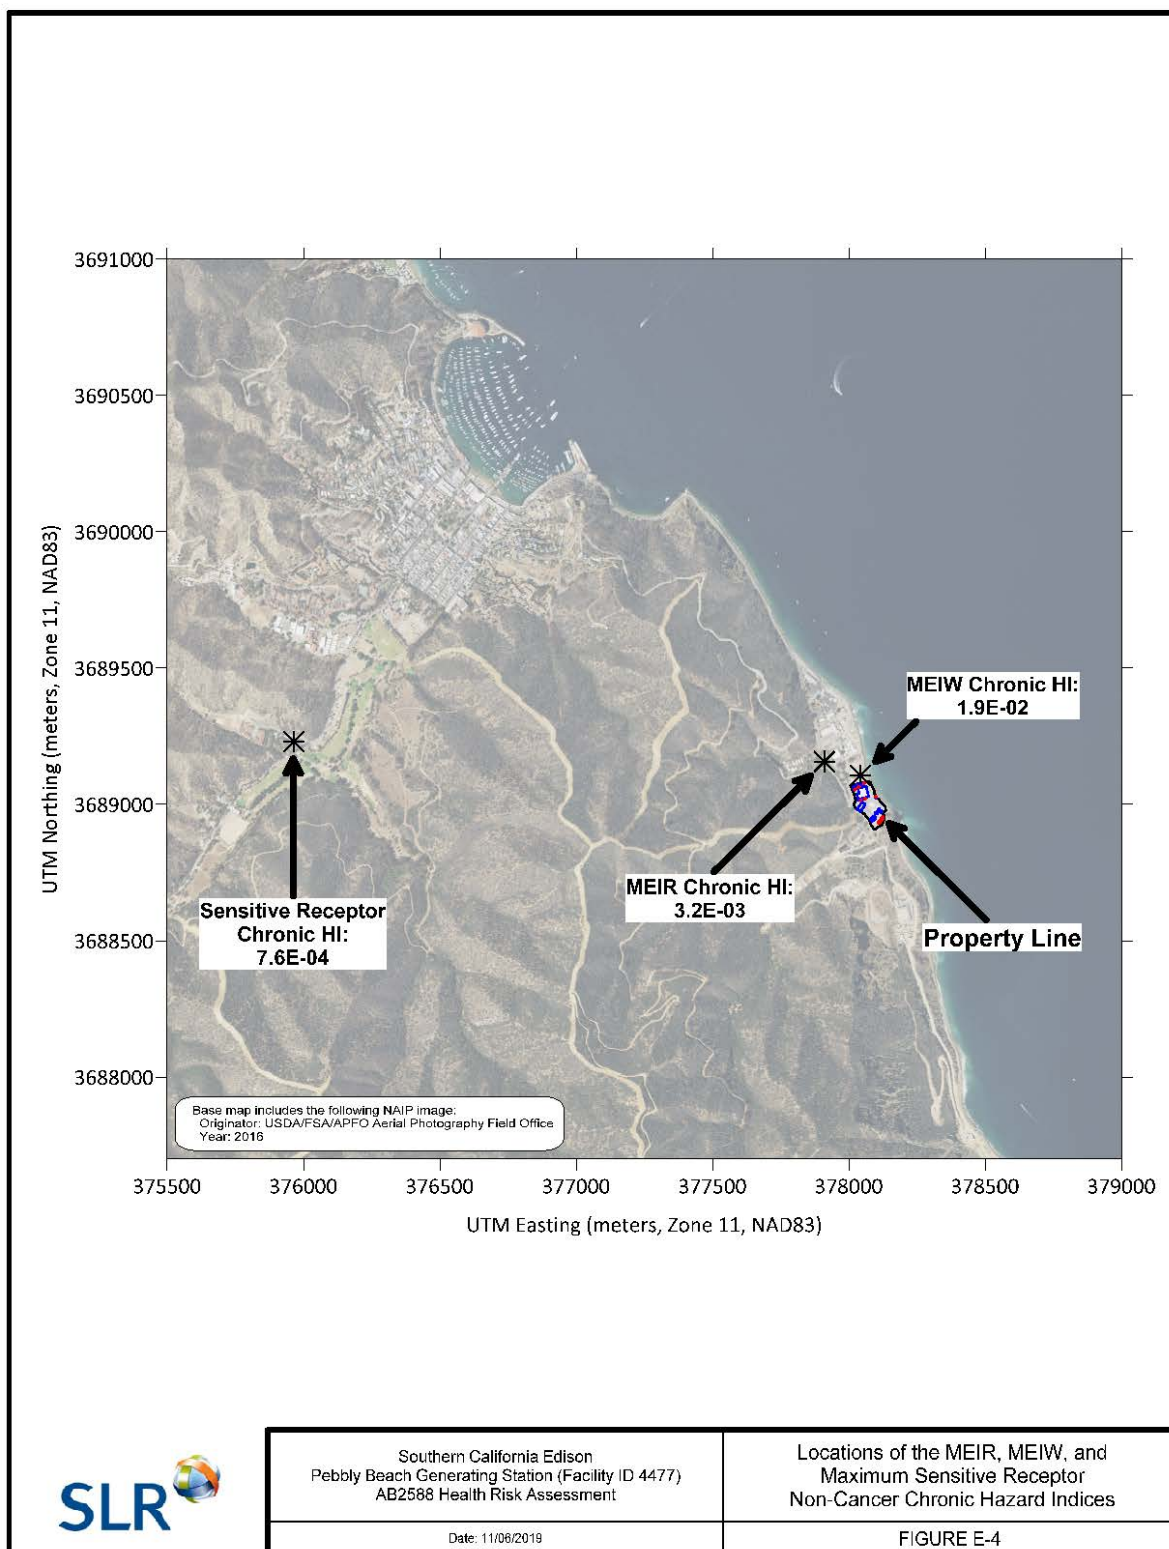 3691000
3690500
3690000
3689500
3689000
3688500
3688000
UTM Northing (meters, Zone 11, NAD83)
MEIW Chronic HI:
1.9E-02
MEIR Chronic HI:
3.2E-03
Sensitive Receptor
Chronic HI:
7.6E-04
Property Line
Base map includes the following NAIP image:
Originator: USDA/FSA/APFO Aerial Photography Field Office
Year: 2016
375500
376000
376500
377000
377500
378000
378500
379000
UTM Easting (meters, Zone 11, NAD83)
SLR
Southern California Edison
Pebbly Beach Generating Station (Facility ID 4477)
AB2588 Health Risk Assessment
Date: 11/06/2019
Locations of the MEIR, MEIW, and
Maximum Sensitive Receptor
Non-Cancer Chronic Hazard Indices
FIGURE E-4